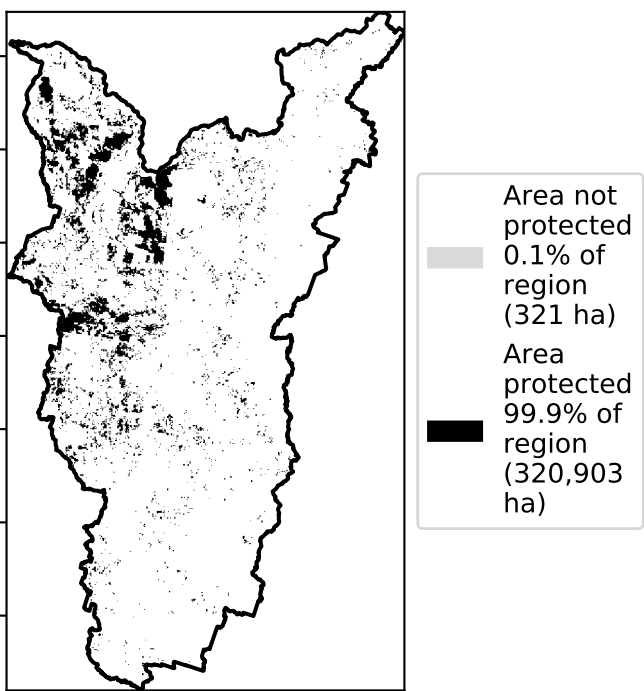 Area not
protected
0.1% of
region
(321 ha)
Area
protected
99.9% of
region
(320,903
ha)